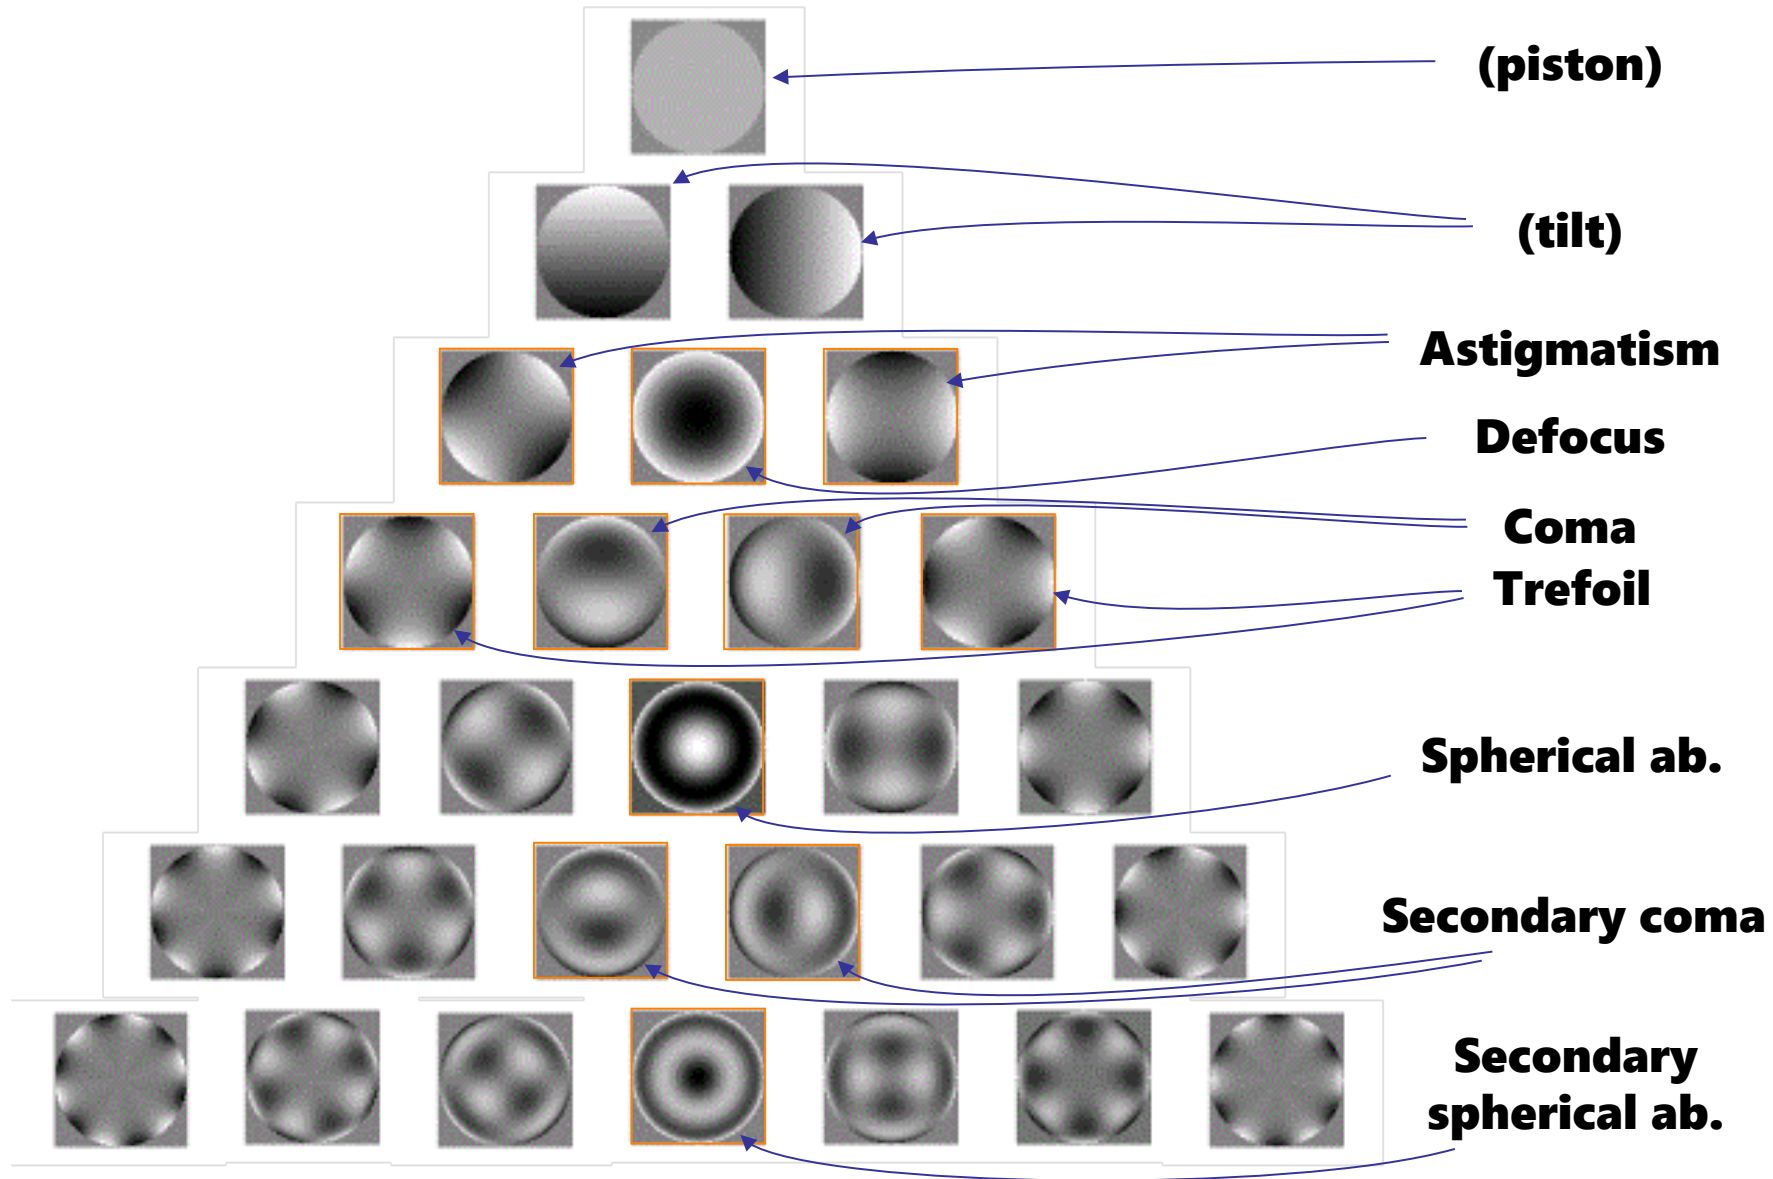 (piston)
(tilt)
Astigmatism
Defocus
Coma
Trefoil
Spherical ab.
Secondary coma
Secondary
spherical ab.